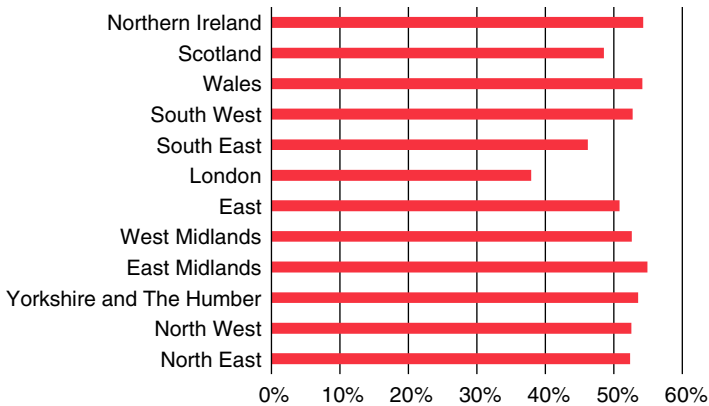 Northern Ireland
Scotland
Wales
South West
South East
London
East
West Midlands
East Midlands
Yorkshire and The Humber
North West
North East
0% 10% 20% 30% 40% 50% 60%